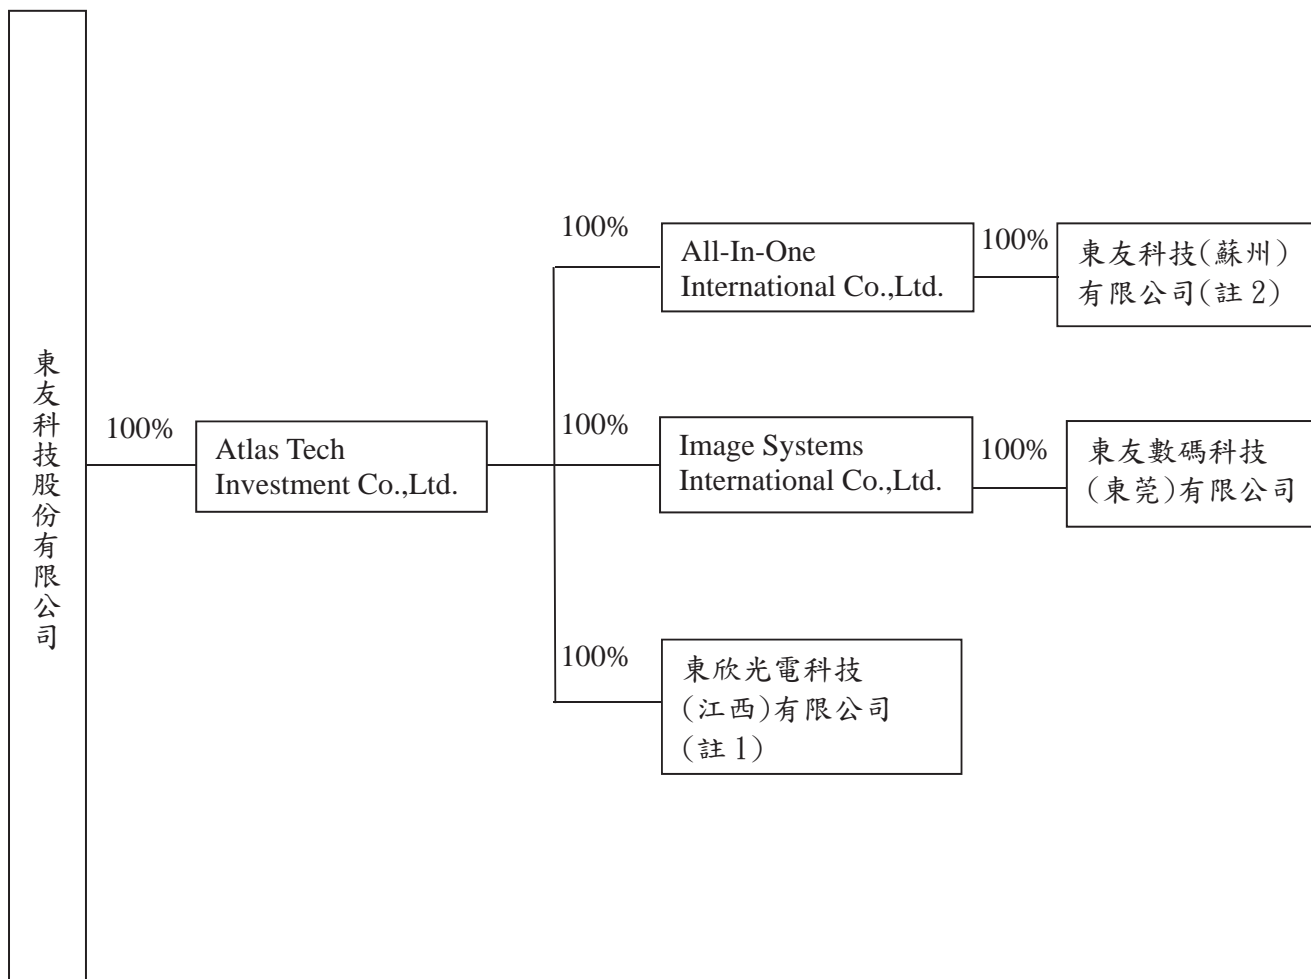 東友科技股份有限公司
100%
Atlas Tech
Investment Co.,Ltd.
100%
All-In-One
International Co.,Ltd.
100%
東友科技(蘇州)
有限公司(註2)
100%
Image Systems
International Co.,Ltd.
100%
東友數碼科技
(東莞)有限公司
100%
東欣光電科技
(江西)有限公司
(註1)